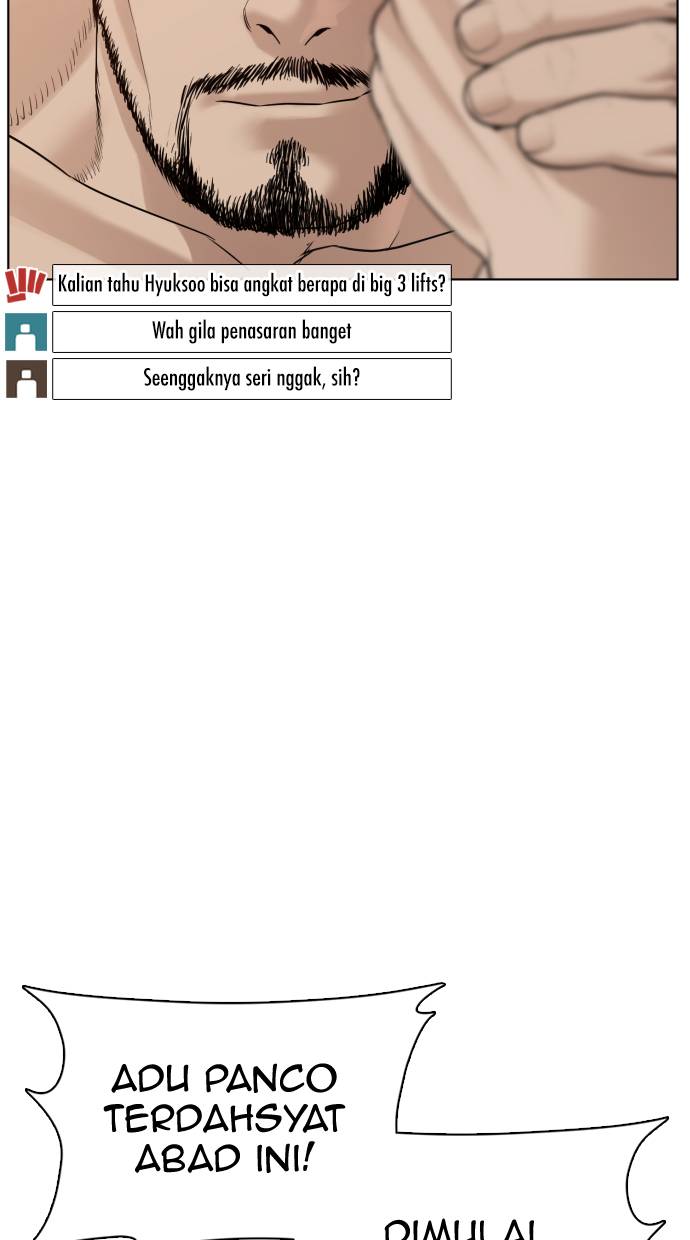 Kalian tahu Hyuksoo bisa angkat berapa di big 3 lifts?
Wah gila penasaran banget
Seenggaknya seri nggak, sih?
ADU PANCO
TERDAHSYAT
ABAD INI!
DIMULAI